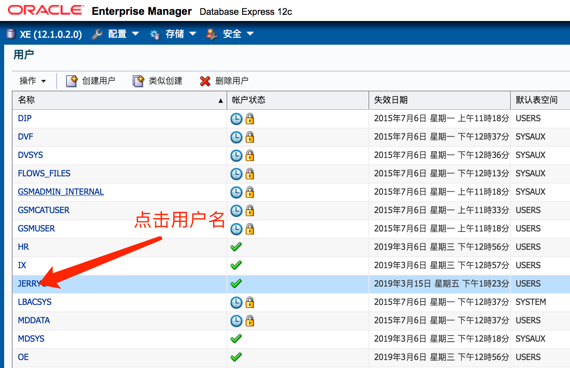 ORACLE Enterprise Manager Database Express 12c
XE (12.1.0.2.0) 配置 存储 安全
用户
操作 创建用户 类似创建 删除用户
名称 帐户状态 失效日期 默认表空间
DIP 2015年7月6日 星期一 上午11时18分 USERS
DVF 2015年7月6日 星期一 下午12时37分 SYSAUX
DVSYS 2015年7月6日 星期一 下午12时36分 SYSAUX
FLOWS_FILES 2015年7月6日 星期一 下午12时13分 SYSAUX
GSMADMIN_INTERNAL 2015年7月6日 星期一 上午11时18分 SYSAUX
GSMCATUSER 2015年7月6日 星期一 上午11时33分 USERS
GSMUSER 2015年7月6日 星期一 上午11时18分 USERS
点击用户名
HR 2019年3月6日 星期三 下午12时56分 USERS
IX 2019年3月6日 星期三 下午12时57分 USERS
JERRY 2019年3月15日 星期五 下午1时23分 USERS
LBACSYS 2015年7月6日 星期一 下午12时37分 SYSTEM
MDDATA 2015年7月6日 星期一 下午12时37分 USERS
MDSYS 2019年3月6日 星期三 下午12时18分 SYSAUX
OE 2019年3月6日 星期三 下午12时56分 USERS